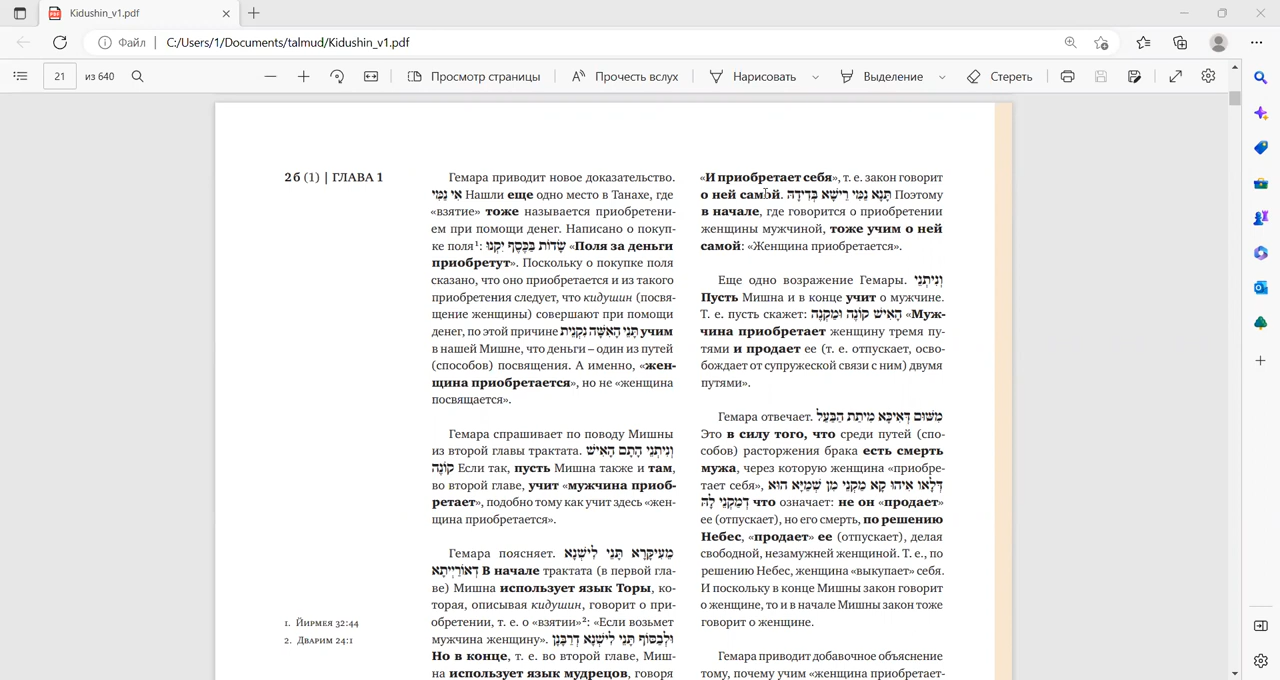 Kidushin_v1.pdf
Файл
C:/Users/1/Documents/talmud/Kidushin_v1.pdf
21
из 640
Просмотр страницы
Прочесть вслух
Нарисовать
Выделение
Стереть
2б (1) | ГЛАВА 1
Гемара приводит новое доказательство.
אִי נַמֵי Нашли еще одно место в Танахе, где
«взятие» тоже называется приобретени-
ем при помощи денег. Написано о покуп-
ке поля¹: שָׂדוֹת בַּכֶּסֶף יִקְנוּ «Поля за деньги
приобретут». Поскольку о покупке поля
сказано, что оно приобретается и из такого
приобретения следует, что кидушин (посвя-
щение женщины) совершают при помощи
денег, по этой причине תָּנֵי הָאִשָּׁה נִקְנֵית учим
в нашей Мишне, что деньги – один из путей
(способов) посвящения. А именно, «жен-
щина приобретается», но не «женщина
посвящается».
Гемара спрашивает по поводу Мишны
из второй главы трактата. וְנִיתְנֵי הָתָם הָאִישׁ
קוֹנֶה Если так, пусть Мишна также и там,
во второй главе, учит «мужчина приоб-
ретает», подобно тому как учит здесь «жен-
щина приобретается».
Гемара поясняет. מֵעִיקָּרָא תָּנֵי לִישָּׁנָא
דְאוֹרַיְיתָא В начале трактата (в первой гла-
ве) Мишна использует язык Торы, ко-
торая, описывая кидушин, говорит о при-
обретении, т. е. о «взятии»²: «Если возьмет
мужчина женщину». וּלְבַסּוֹף תָּנֵי לִישָּׁנָא דְרַבָּנַן
Но в конце, т. е. во второй главе, Миш-
на использует язык мудрецов, говоря
1. Йирмея 32:44
2. Дварим 24:1
«И приобретает себя», т. е. закон говорит
о ней самой. תְּנָא נַמִי רֵישָׁא בְּדִידָהּ Поэтому
в начале, где говорится о приобретении
женщины мужчиной, тоже учим о ней
самой: «Женщина приобретается».
Еще одно возражение Гемары. וְנִיתְנֵי
Пусть Мишна и в конце учит о мужчине.
Т. е. пусть скажет: הָאִישׁ קוֹנֶה וּמַקְנֶה «Муж-
чина приобретает женщину тремя пу-
тями и продает ее (т. е. отпускает, осво-
бождает от супружеской связи с ним) двумя
путями».
Гемара отвечает. מִשּׁוּם דְּאִיכָּא מִיתַת הַבַּעַל
Это в силу того, что среди путей (спо-
собов) расторжения брака есть смерть
мужа, через которую женщина «приобре-
тает себя», דְּלָאו אִיהוּ קָא מַקְנֵי מִן שְׁמַיָּא הוּא
דְּמַקְנֵי לָהּ что означает: не он «продает»
ее (отпускает), но его смерть, по решению
Небес, «продает» ее (отпускает), делая
свободной, незамужней женщиной. Т. е., по
решению Небес, женщина «выкупает» себя.
И поскольку в конце Мишны закон говорит
о женщине, то и в начале Мишны закон тоже
говорит о женщине.
Гемара приводит добавочное объяснение
тому, почему учим «женщина приобретает-